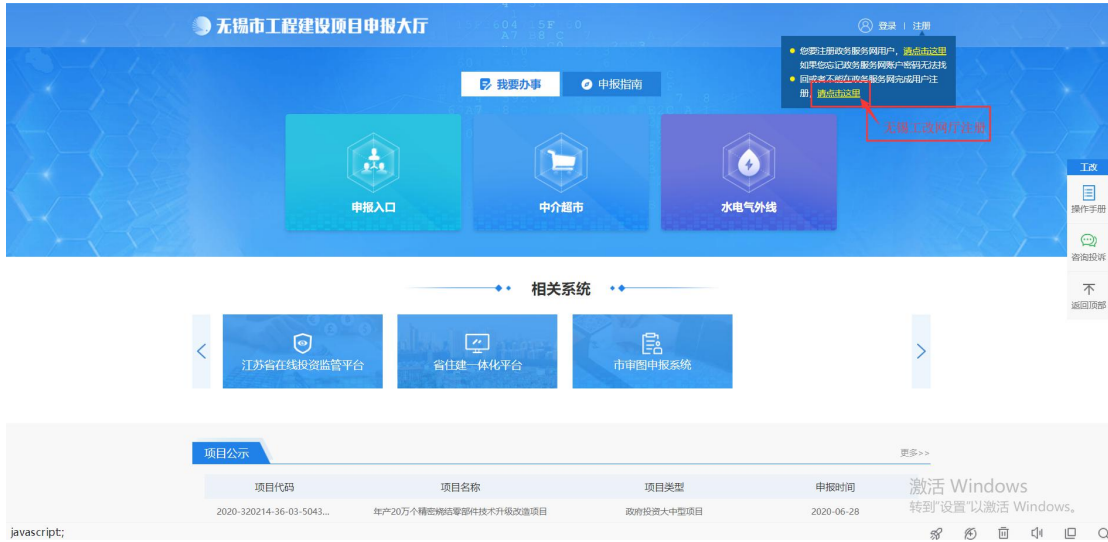 无锡市工程建设项目申报大厅
登录 | 注册
您要注册政务服务网用户，请点击这里
如果您忘记政务服务网账户密码无法找
回或者不能在政务服务网完成用户注
册，请点击这里
无锡工改网厅注册
我要办事
申报指南
申报入口
中介超市
水电气外线
工改
操作手册
咨询投诉
返回顶部
相关系统
江苏省在线投资监管平台
省住建一体化平台
市审图申报系统
项目公示
更多>>
项目代码 项目名称 项目类型 申报时间
2020-320214-36-03-5043... 年产20万个精密烧结零部件技术升级改造项目 政府投资大中型项目 2020-06-28
激活 Windows
转到"设置"以激活 Windows。
javascript:;